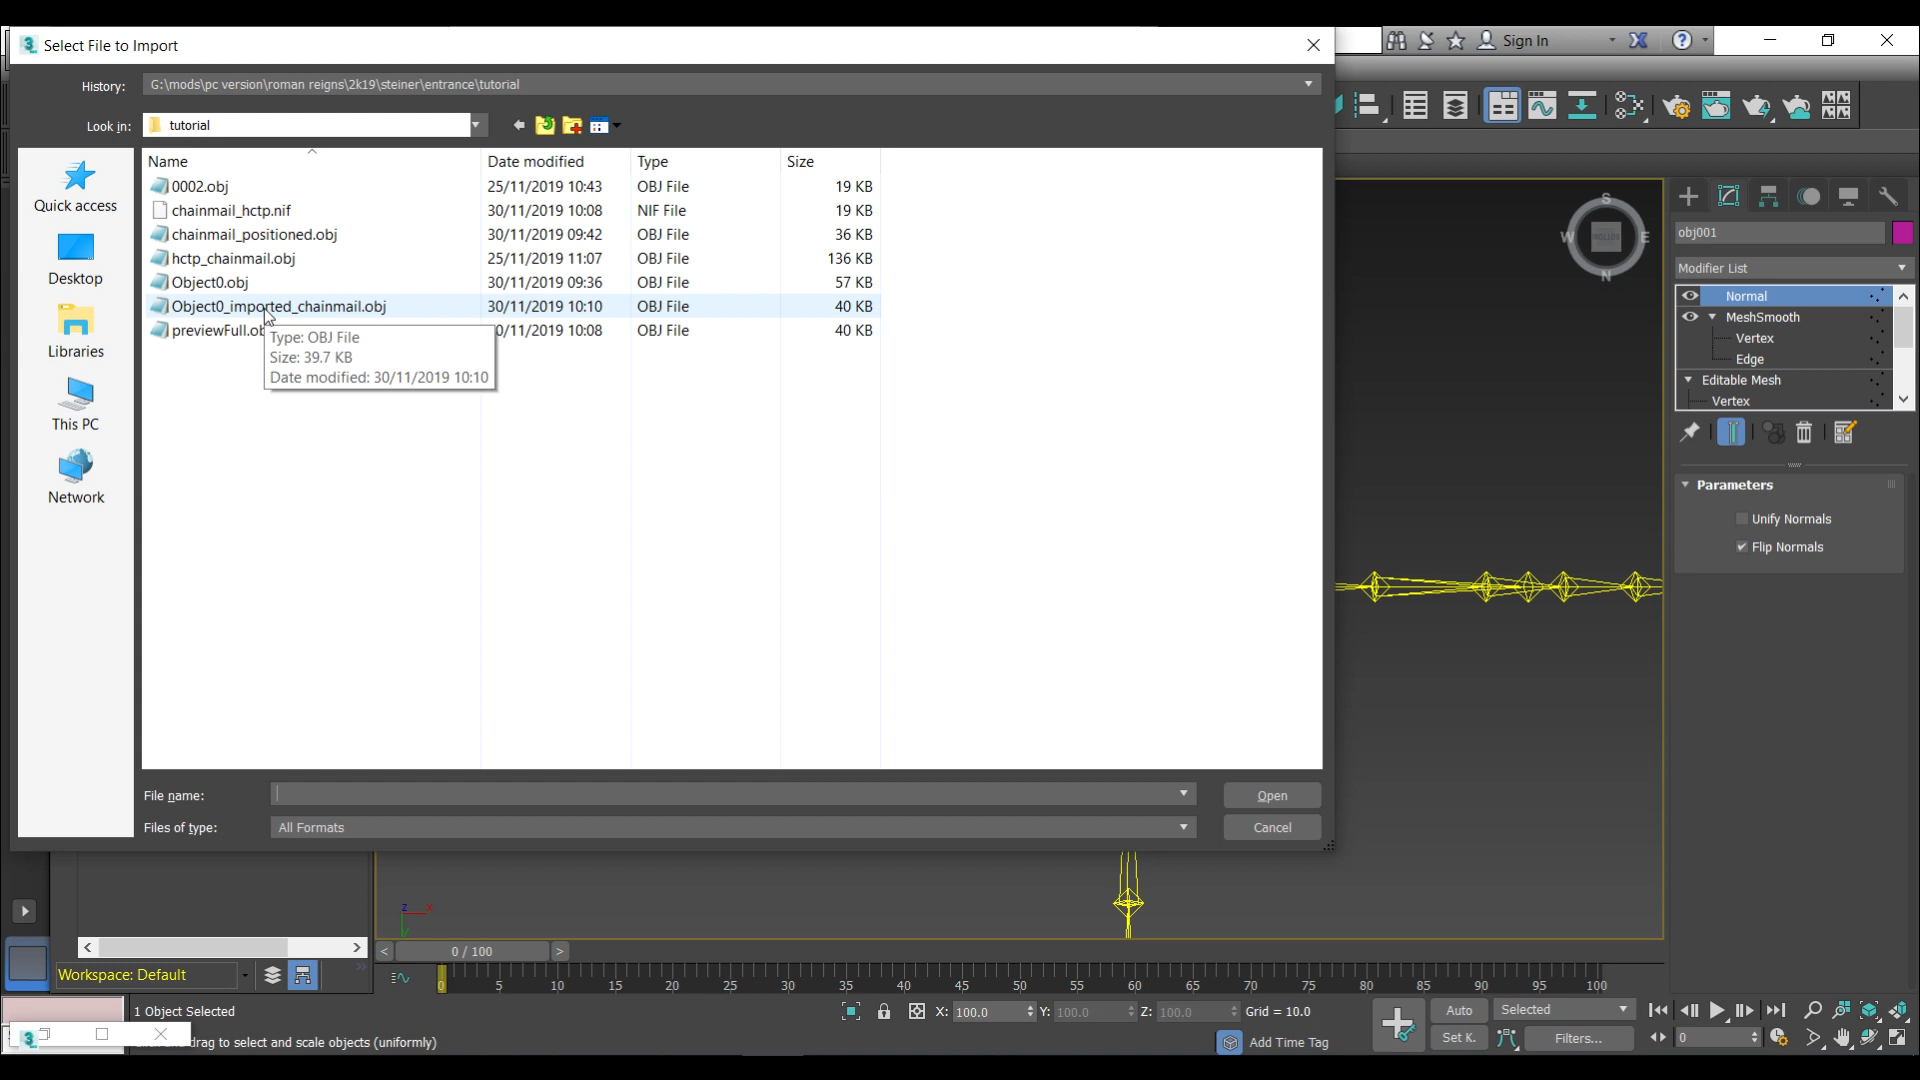 Select File to Import
Sign In
History:
G:\mods\pc version\roman reigns\2k19\steiner\entrance\tutorial
Look in:
tutorial
Name
Date modified
Type
Size
0002.obj
25/11/2019 10:43
OBJ File
19 KB
chainmail_hctp.nif
30/11/2019 10:08
NIF File
19 KB
chainmail_positioned.obj
30/11/2019 09:42
OBJ File
36 KB
hctp_chainmail.obj
25/11/2019 11:07
OBJ File
136 KB
Object0.obj
30/11/2019 09:36
OBJ File
57 KB
Object0_imported_chainmail.obj
30/11/2019 10:10
OBJ File
40 KB
previewFull.ob
0/11/2019 10:08
OBJ File
40 KB
Type: OBJ File
Size: 39.7 KB
Date modified: 30/11/2019 10:10
Quick access
Desktop
Libraries
This PC
Network
File name:
Open
Files of type:
All Formats
Cancel
S
W
E
N
obj001
Modifier List
Normal
MeshSmooth
Vertex
Edge
Editable Mesh
Vertex
Parameters
Unify Normals
Flip Normals
z
x
y
0 / 100
Workspace: Default
0 5 10 15 20 25 30 35 40 45 50 55 60 65 70 75 80 85 90 95 100
1 Object Selected
X: 100.0
Y: 100.0
Z: 100.0
Grid = 10.0
Auto
Selected
drag to select and scale objects (uniformly)
Add Time Tag
Set K.
Filters...
0